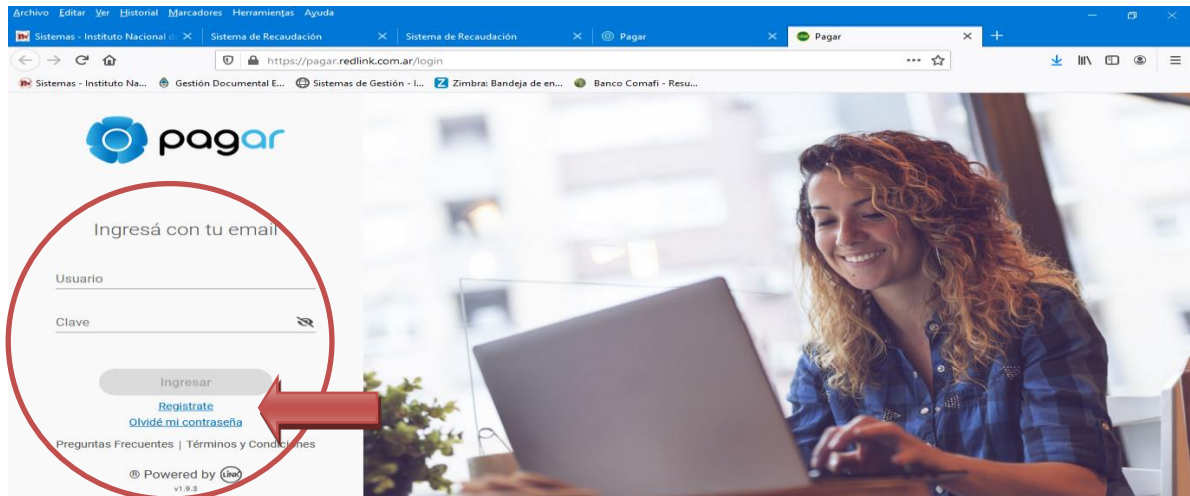 Archivo Editar Ver Historial Marcadores Herramientas Ayuda
Sistemas - Instituto Nacional d
Sistema de Recaudación
Sistema de Recaudación
Pagar
Pagar
https://pagar.redlink.com.ar/login
Sistemas - Instituto Na...
Gestión Documental E...
Sistemas de Gestión - I...
Zimbra: Bandeja de en...
Banco Comafi - Resu...
pagar
Ingresá con tu email
Usuario
Clave
Ingresar
Registrate
Olvidé mi contraseña
Preguntas Frecuentes | Términos y Condiciones
® Powered by LINK
v1.9.3